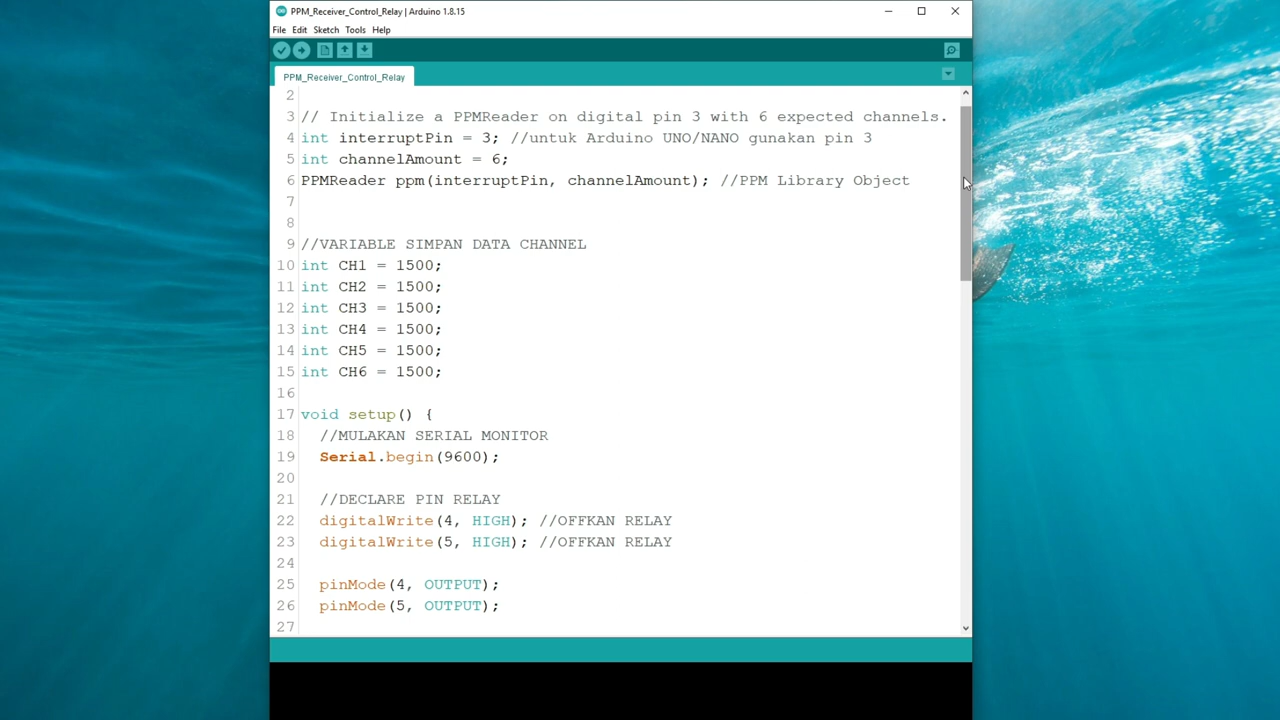 PPM_Receiver_Control_Relay | Arduino 1.8.15
File Edit Sketch Tools Help
PPM_Receiver_Control_Relay
2
3 // Initialize a PPMReader on digital pin 3 with 6 expected channels.
4 int interruptPin = 3; //untuk Arduino UNO/NANO gunakan pin 3
5 int channelAmount = 6;
6 PPMReader ppm(interruptPin, channelAmount); //PPM Library Object
7
8
9 //VARIABLE SIMPAN DATA CHANNEL
10 int CH1 = 1500;
11 int CH2 = 1500;
12 int CH3 = 1500;
13 int CH4 = 1500;
14 int CH5 = 1500;
15 int CH6 = 1500;
16
17 void setup() {
18 //MULAKAN SERIAL MONITOR
19 Serial.begin(9600);
20
21 //DECLARE PIN RELAY
22 digitalWrite(4, HIGH); //OFFKAN RELAY
23 digitalWrite(5, HIGH); //OFFKAN RELAY
24
25 pinMode(4, OUTPUT);
26 pinMode(5, OUTPUT);
27